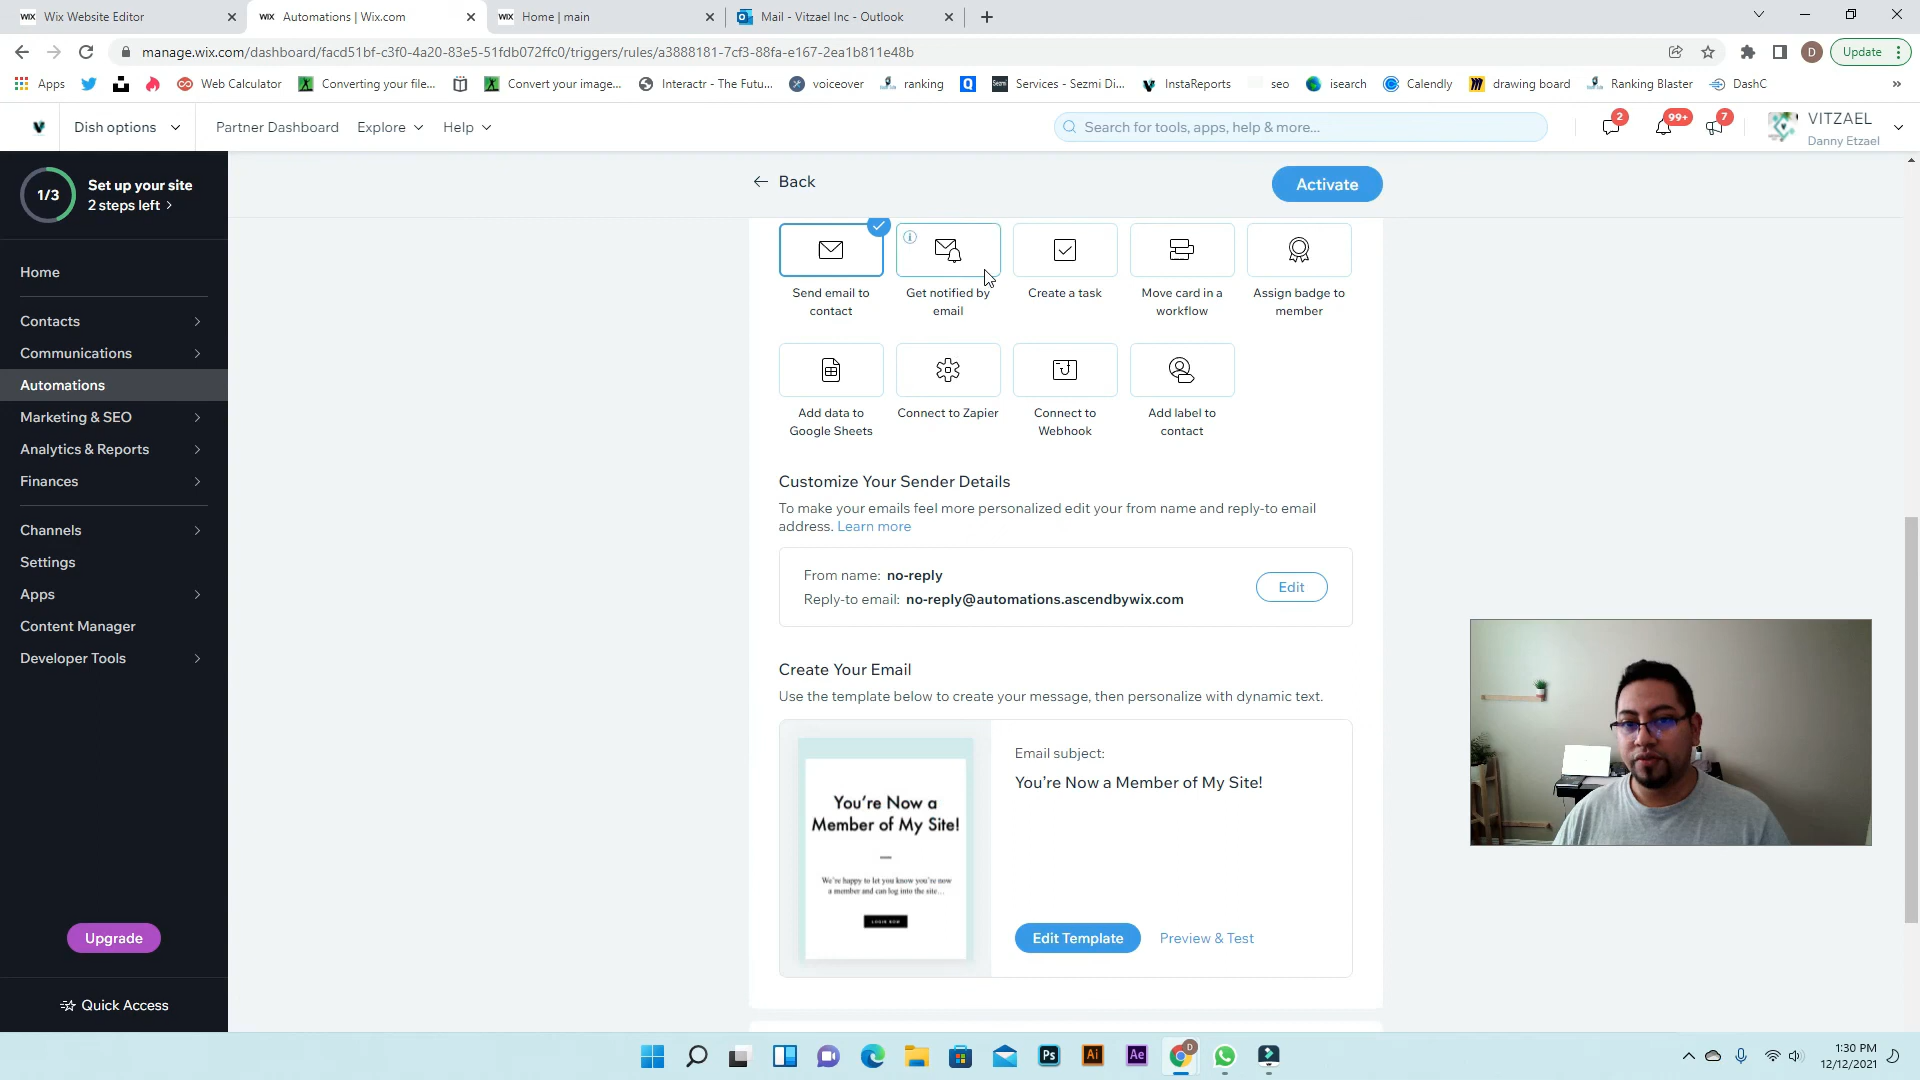 WIX Wix Website Editor
WIX Automations | Wix.com
WIX Home | main
Mail - Vitzael Inc - Outlook
manage.wix.com/dashboard/facd51bf-c3f0-4a20-83e5-51fdb072ffc0/triggers/rules/a3888181-7cf3-88fa-e167-2ea1b811e48b
D
Update
Apps
Web Calculator
Converting your file...
Convert your image...
Interactr - The Futu...
voiceover
ranking
Services - Sezmi Di...
InstaReports
seo
isearch
Calendly
drawing board
Ranking Blaster
DashC
»
Dish options
Partner Dashboard
Explore
Help
Search for tools, apps, help & more...
2
99+
7
VITZAEL
Danny Etzael
1/3
Set up your site
2 steps left >
Home
Contacts
Communications
Automations
Marketing & SEO
Analytics & Reports
Finances
Channels
Settings
Apps
Content Manager
Developer Tools
Upgrade
Quick Access
Back
Activate
Send email to
contact
Get notified by
email
Create a task
Move card in a
workflow
Assign badge to
member
Add data to
Google Sheets
Connect to Zapier
Connect to
Webhook
Add label to
contact
Customize Your Sender Details
To make your emails feel more personalized edit your from name and reply-to email
address. Learn more
From name: no-reply
Reply-to email: no-reply@automations.ascendbywix.com
Edit
Create Your Email
Use the template below to create your message, then personalize with dynamic text.
You're Now a
Member of My Site!
We're happy to let you know you're now
a member and can log into the site...
LOGIN NOW
Email subject:
You're Now a Member of My Site!
Edit Template
Preview & Test
Ps
Ai
Ae
D
1:30 PM
12/12/2021